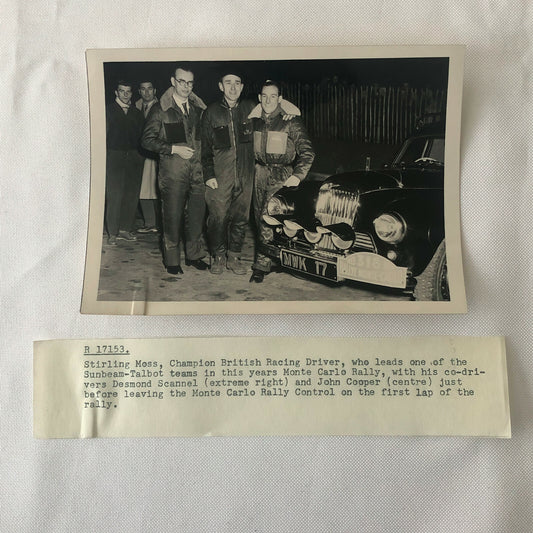 MWK 17
R 17153.
Stirling Moss, Champion British Racing Driver, who leads one of the
Sunbeam-Talbot teams in this years Monte Carlo Rally, with his co-dri-
vers Desmond Scannel (extreme right) and John Cooper (centre) just
before leaving the Monte Carlo Rally Control on the first lap of the
rally.